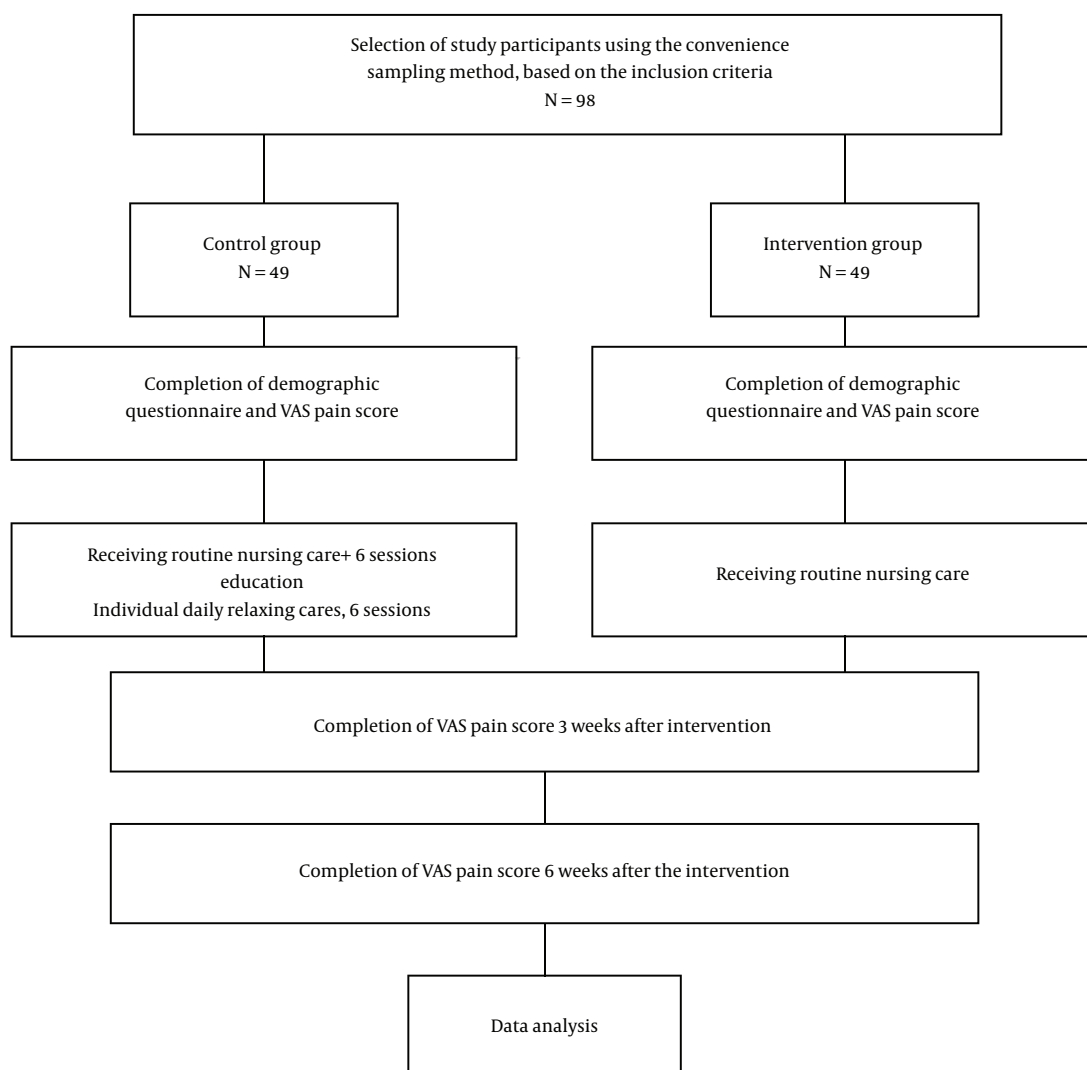 Selection of study participants using the convenience
sampling method, based on the inclusion criteria
N = 98
Control group
N = 49
Intervention group
N = 49
Completion of demographic
questionnaire and VAS pain score
Completion of demographic
questionnaire and VAS pain score
Receiving routine nursing care+ 6 sessions
education
Individual daily relaxing cares, 6 sessions
Receiving routine nursing care
Completion of VAS pain score 3 weeks after intervention
Completion of VAS pain score 6 weeks after the intervention
Data analysis